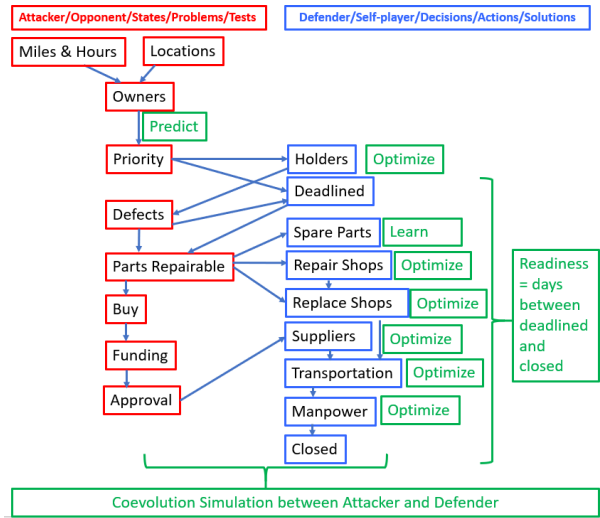 Attacker/Opponent/States/Problems/Tests
Defender/Self-player/Decisions/Actions/Solutions
Miles & Hours
Locations
Owners
Predict
Priority
Holders
Optimize
Deadlined
Defects
Spare Parts
Learn
Parts Repairable
Repair Shops
Optimize
Readiness
= days
between
deadlined
and
closed
Buy
Replace Shops
Optimize
Suppliers
Optimize
Funding
Transportation
Optimize
Approval
Manpower
Optimize
Closed
Coevolution Simulation between Attacker and Defender